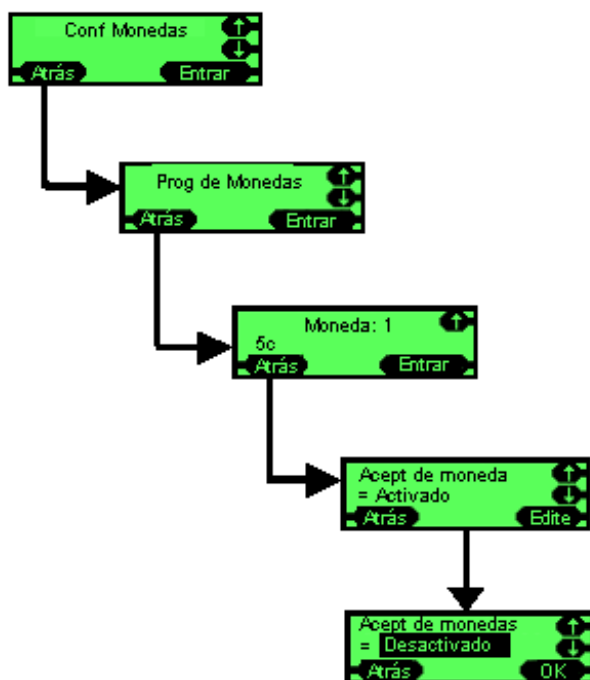 Conf Monedas
Atrás Entrar
Prog de Monedas
Atrás Entrar
Moneda: 1
5c
Atrás Entrar
Acept de moneda
= Activado
Atrás Edite
Acept de monedas
= Desactivado
Atrás OK